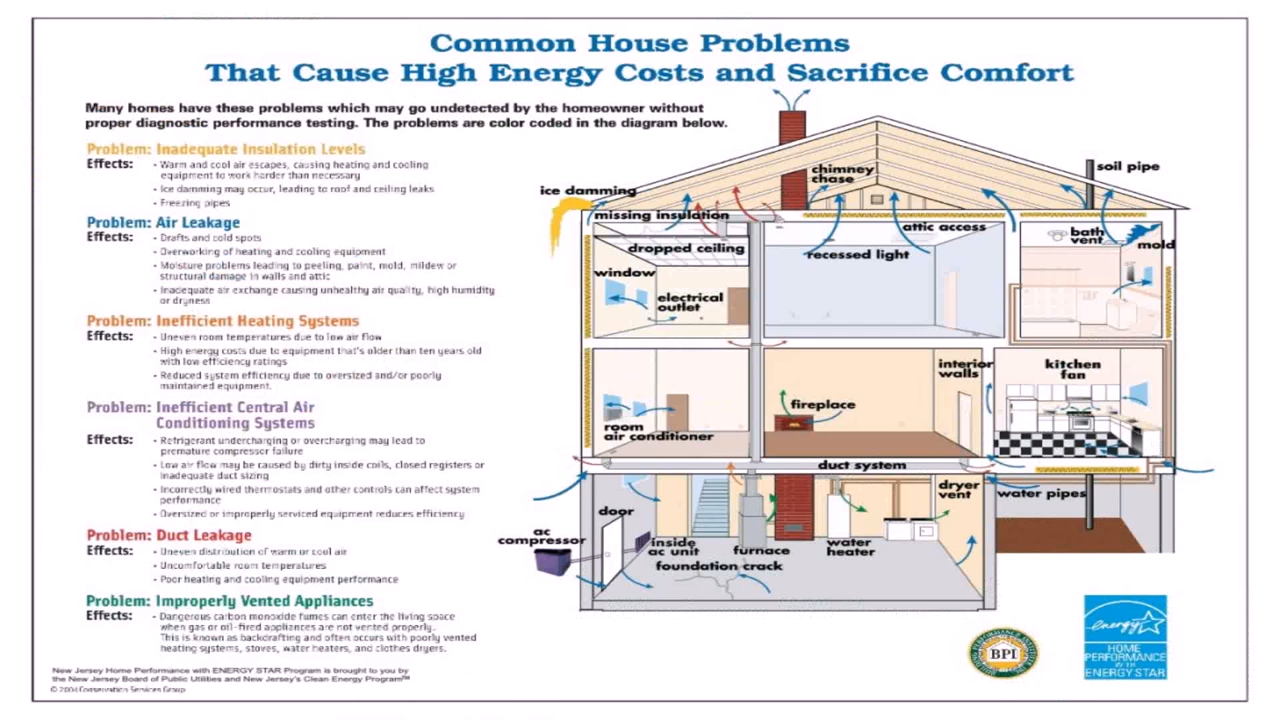 Common House Problems
That Cause High Energy Costs and Sacrifice Comfort
Many homes have these problems which may go undetected by the homeowner without
proper diagnostic performance testing. The problems are color coded in the diagram below.
Problem: Inadequate Insulation Levels
Effects: • Warm and cool air escapes, causing heating and cooling
equipment to work harder than necessary
• Ice damming may occur, leading to roof and ceiling leaks
• Freezing pipes
Problem: Air Leakage
Effects: • Drafts and cold spots
• Overworking of heating and cooling equipment
• Moisture problems leading to peeling, paint, mold, mildew or
structural damage in walls and attic
• Inadequate air exchange causing unhealthy air quality, high humidity
or dryness
Problem: Inefficient Heating Systems
Effects: • Uneven room temperatures due to low air flow
• High energy costs due to equipment that's older than ten years old
with low efficiency ratings
• Reduced system efficiency due to oversized and/or poorly
maintained equipment.
Problem: Inefficient Central Air
Conditioning Systems
Effects: • Refrigerant undercharging or overcharging may lead to
premature compressor failure
• Low air flow may be caused by dirty inside coils, closed registers or
inadequate duct sizing
• Incorrectly wired thermostats and other controls can affect system
performance
• Oversized or improperly serviced equipment reduces efficiency
Problem: Duct Leakage
Effects: • Uneven distribution of warm or cool air
• Uncomfortable room temperatures
• Poor heating and cooling equipment performance
Problem: Improperly Vented Appliances
Effects: • Dangerous carbon monoxide fumes can enter the living space
when gas or oil-fired appliances are not vented properly.
This is known as backdrafting and often occurs with poorly vented
heating systems, stoves, water heaters, and clothes dryers.
New Jersey Home Performance with ENERGY STAR Program is brought to you by
the New Jersey Board of Public Utilities and New Jersey's Clean Energy Program™
© 2004 Conservation Services Group
chimney
chase
soil pipe
ice damming
missing insulation
attic access
bath
vent
mold
dropped ceiling
recessed light
window
electrical
outlet
interior
walls
kitchen
fan
fireplace
room
air conditioner
duct system
dryer
vent
water pipes
door
ac
compressor
inside
ac unit
furnace
water
heater
foundation crack
BPI
energy
HOME
PERFORMANCE
WITH
ENERGY STAR